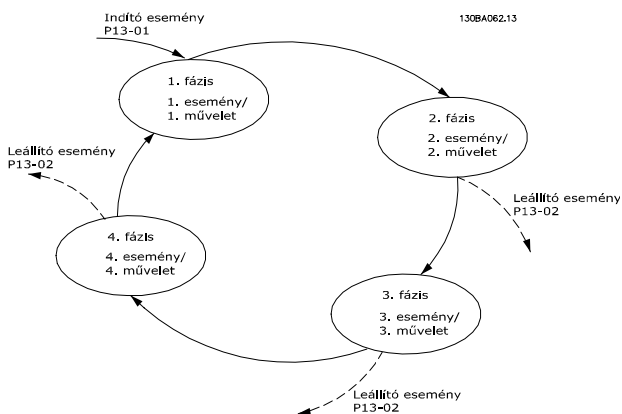 Indító esemény
P13-01
130BA062.13
1. fázis
1. esemény/
1. művelet
2. fázis
2. esemény/
2. művelet
Leállító esemény
P13-02
Leállító esemény
P13-02
4. fázis
4. esemény/
4. művelet
3. fázis
3. esemény/
3. művelet
Leállító esemény
P13-02